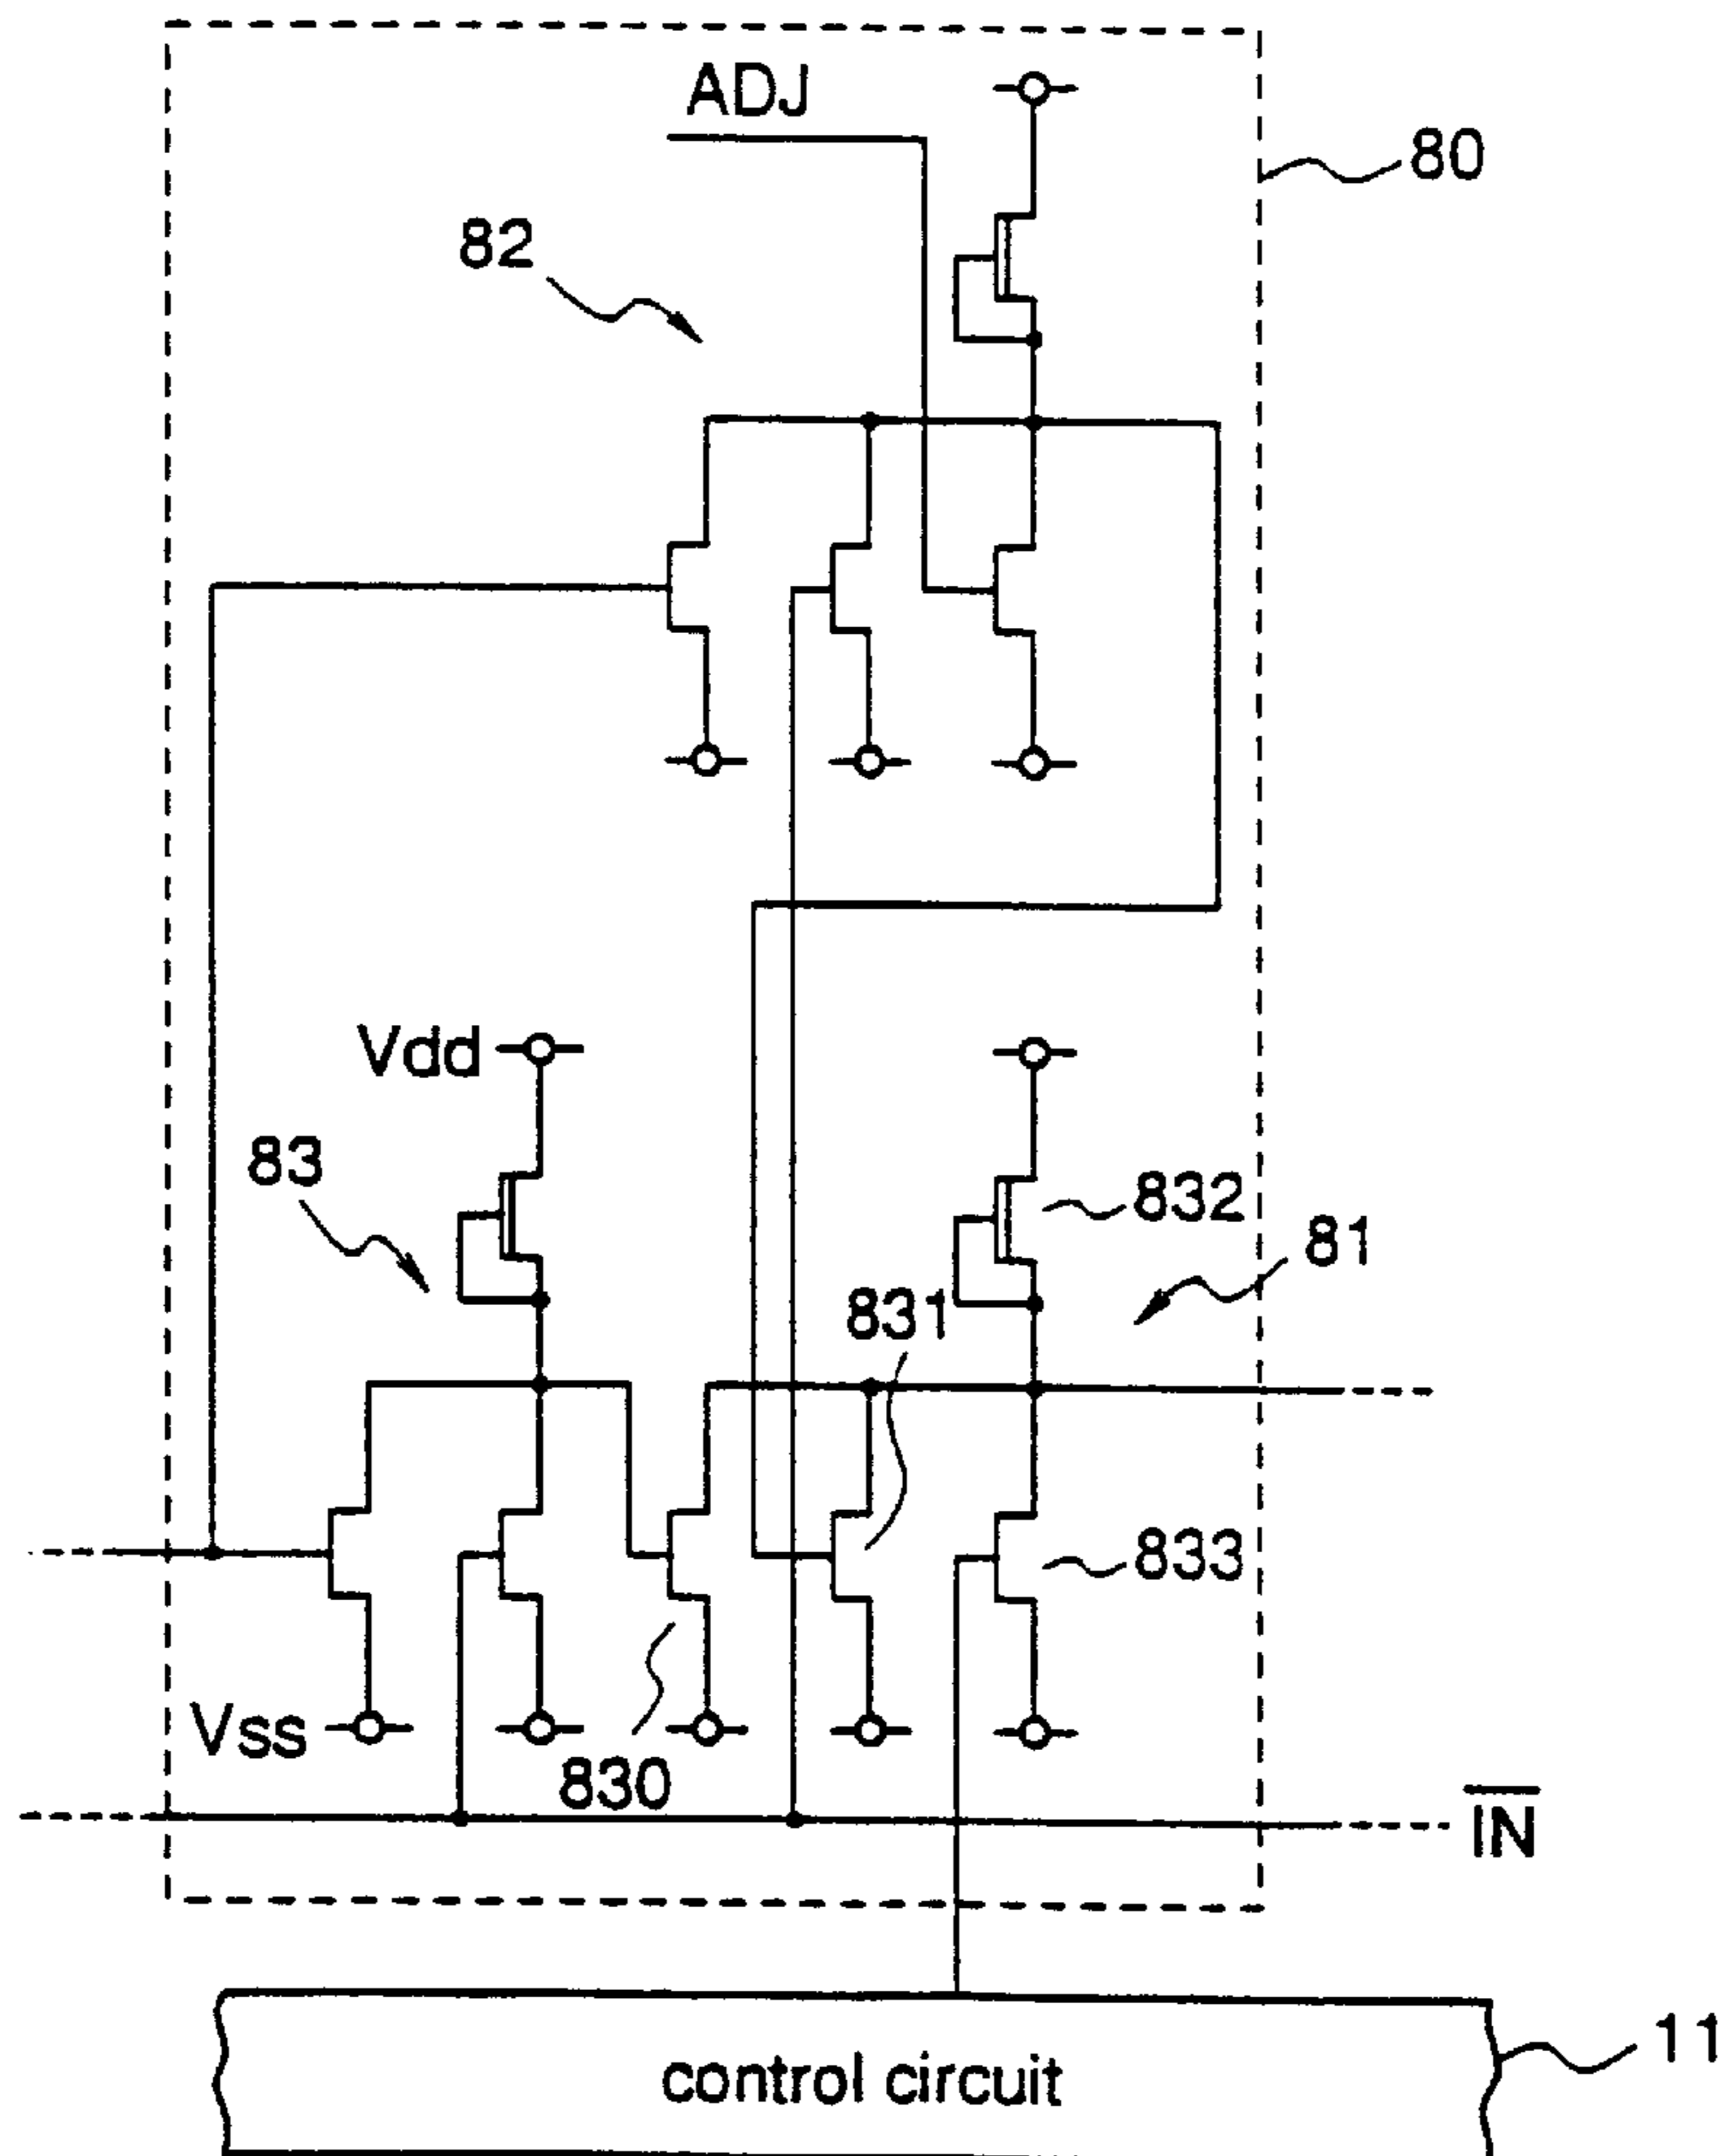 ADJ
80
82
Vdd
83
832
81
831
833
Vss
830
IN
11
control circuit